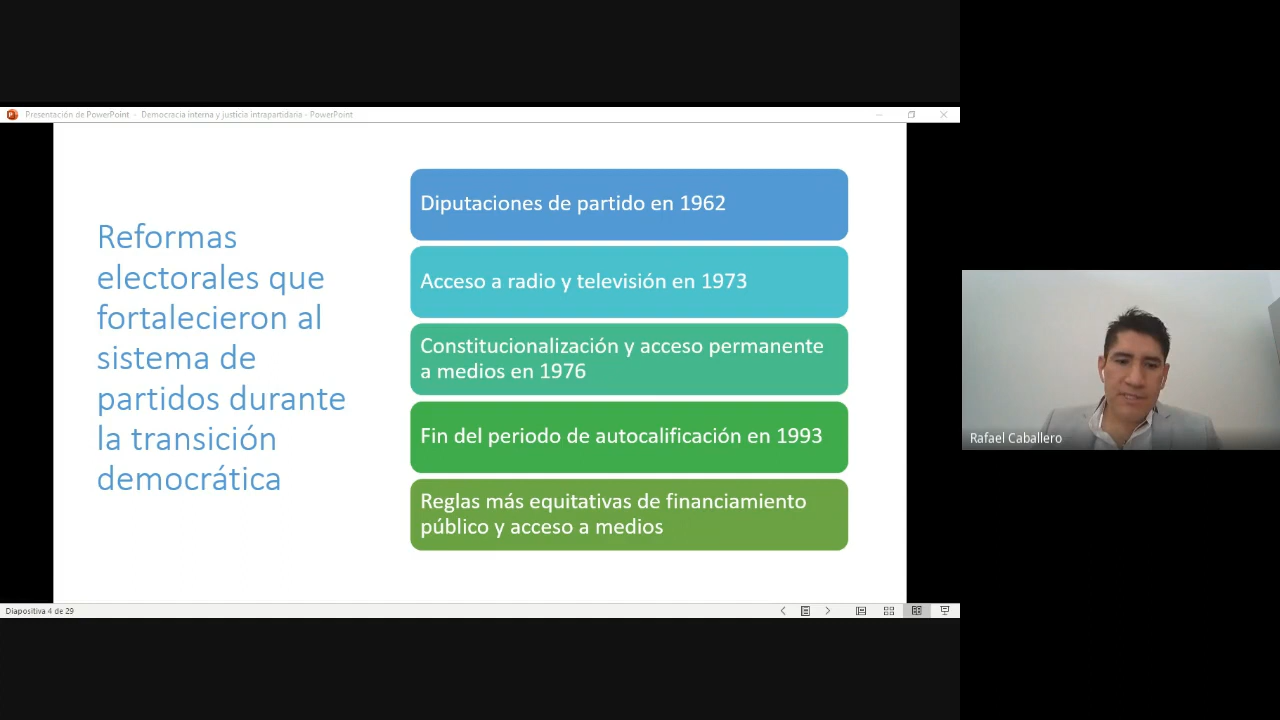 Presentación de PowerPoint - Democracia interna y justicia intrapartidaria - PowerPoint
Reformas
electorales que
fortalecieron al
sistema de
partidos durante
la transición
democrática
Diputaciones de partido en 1962
Acceso a radio y televisión en 1973
Constitucionalización y acceso permanente
a medios en 1976
Fin del periodo de autocalificación en 1993
Reglas más equitativas de financiamiento
público y acceso a medios
Rafael Caballero
Diapositiva 4 de 29